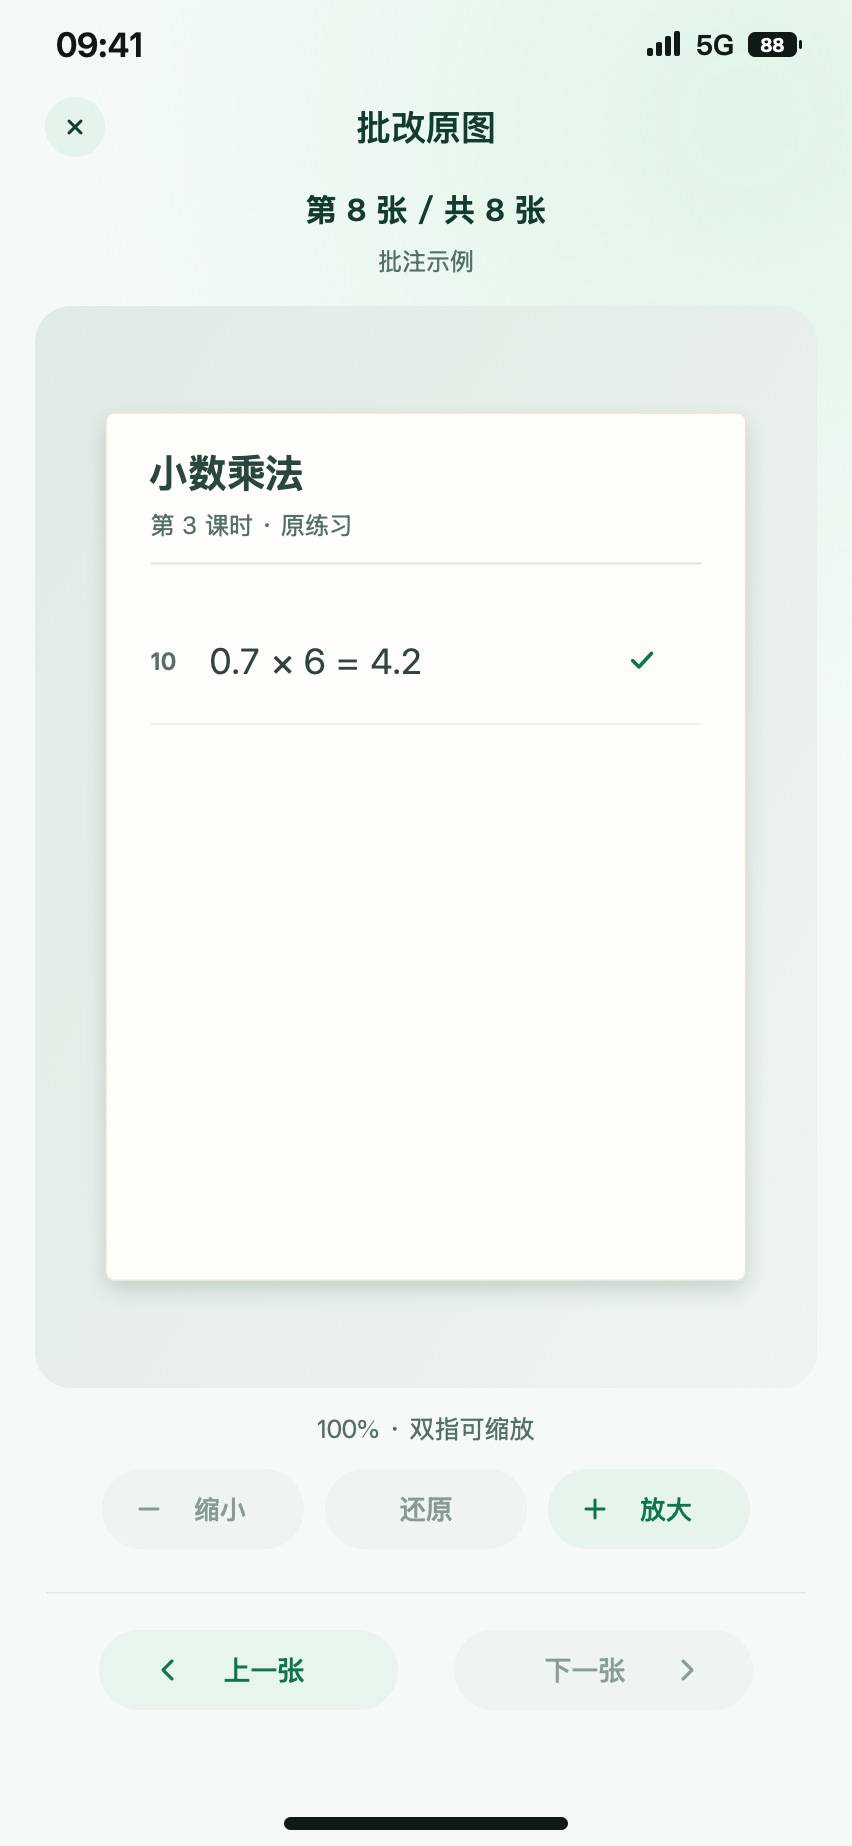 09:41
5G 88
批改原图
第 8 张 / 共 8 张
批注示例
小数乘法
第 3 课时 · 原练习
10 0.7 × 6 = 4.2 ✓
100% · 双指可缩放
缩小 还原 放大
上一张 下一张